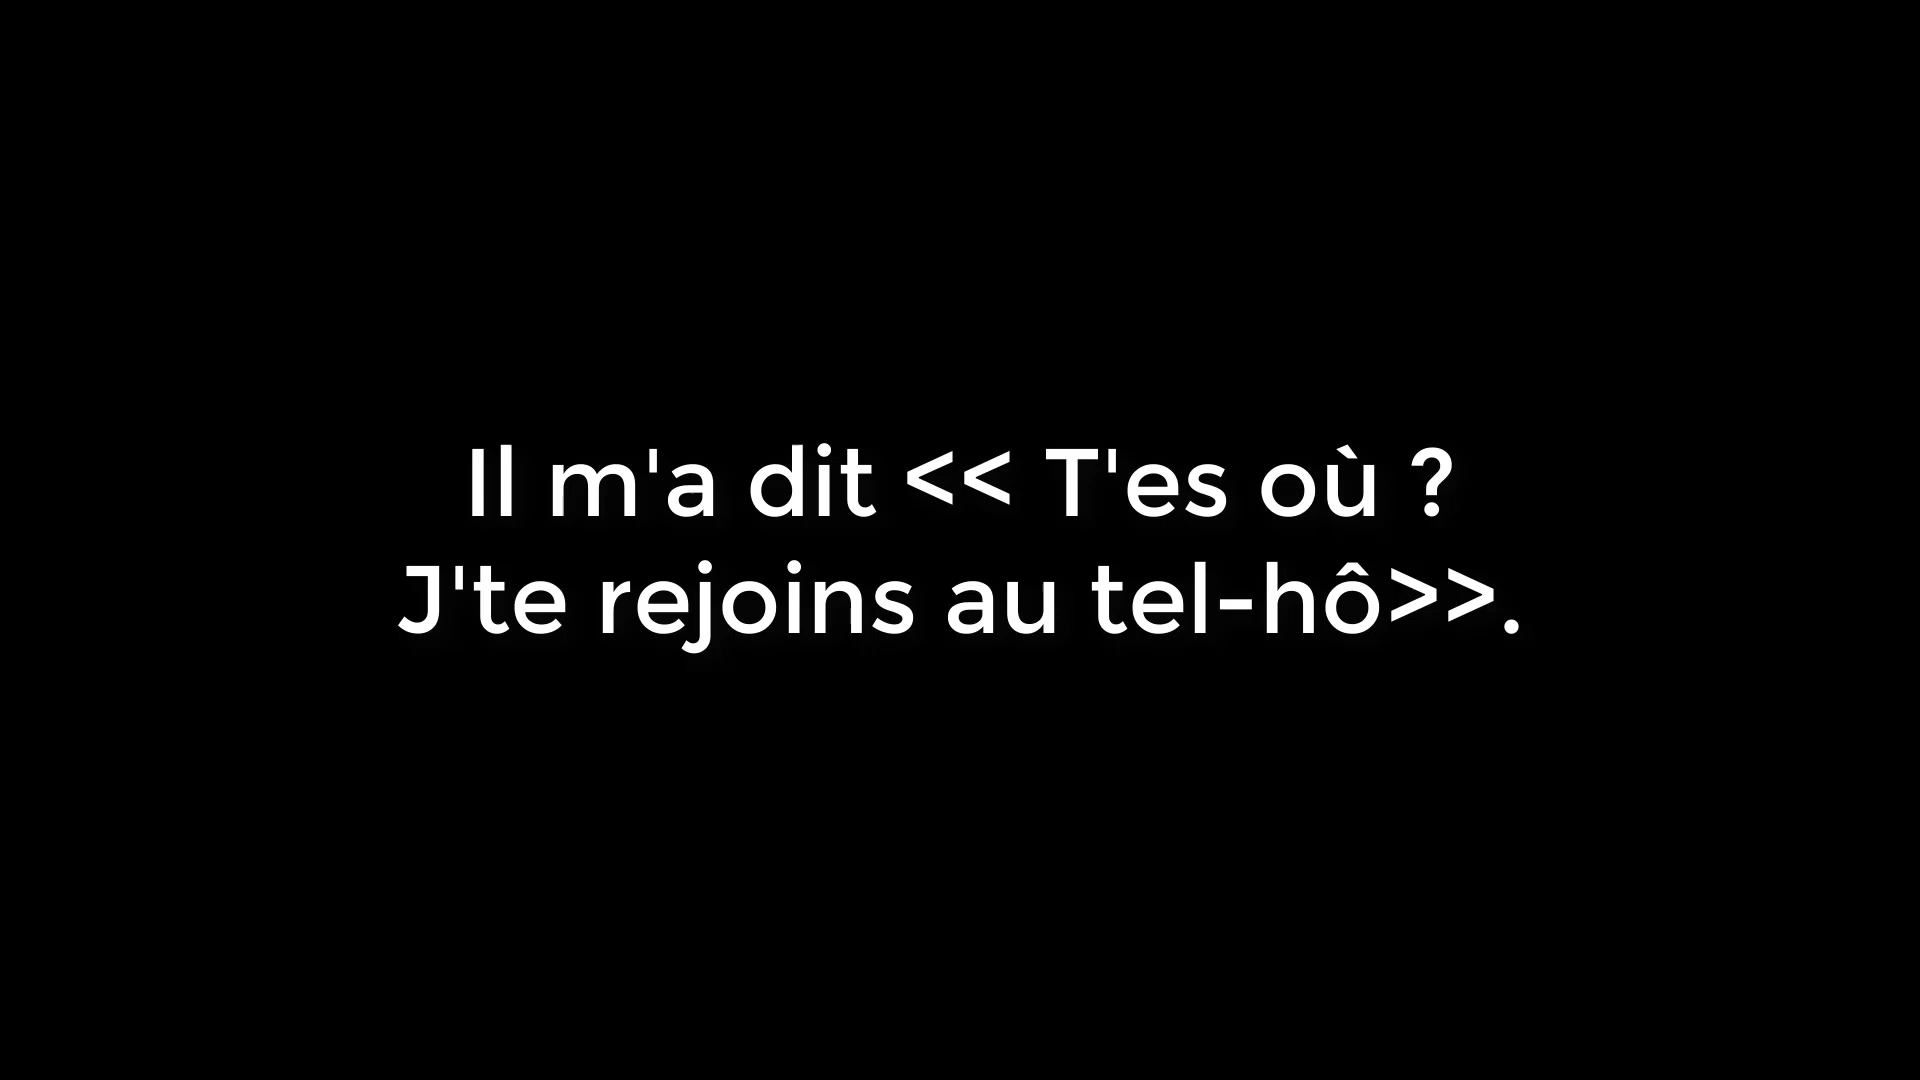 Il m'a dit << T'es où ?
J'te rejoins au tel-hô>>.